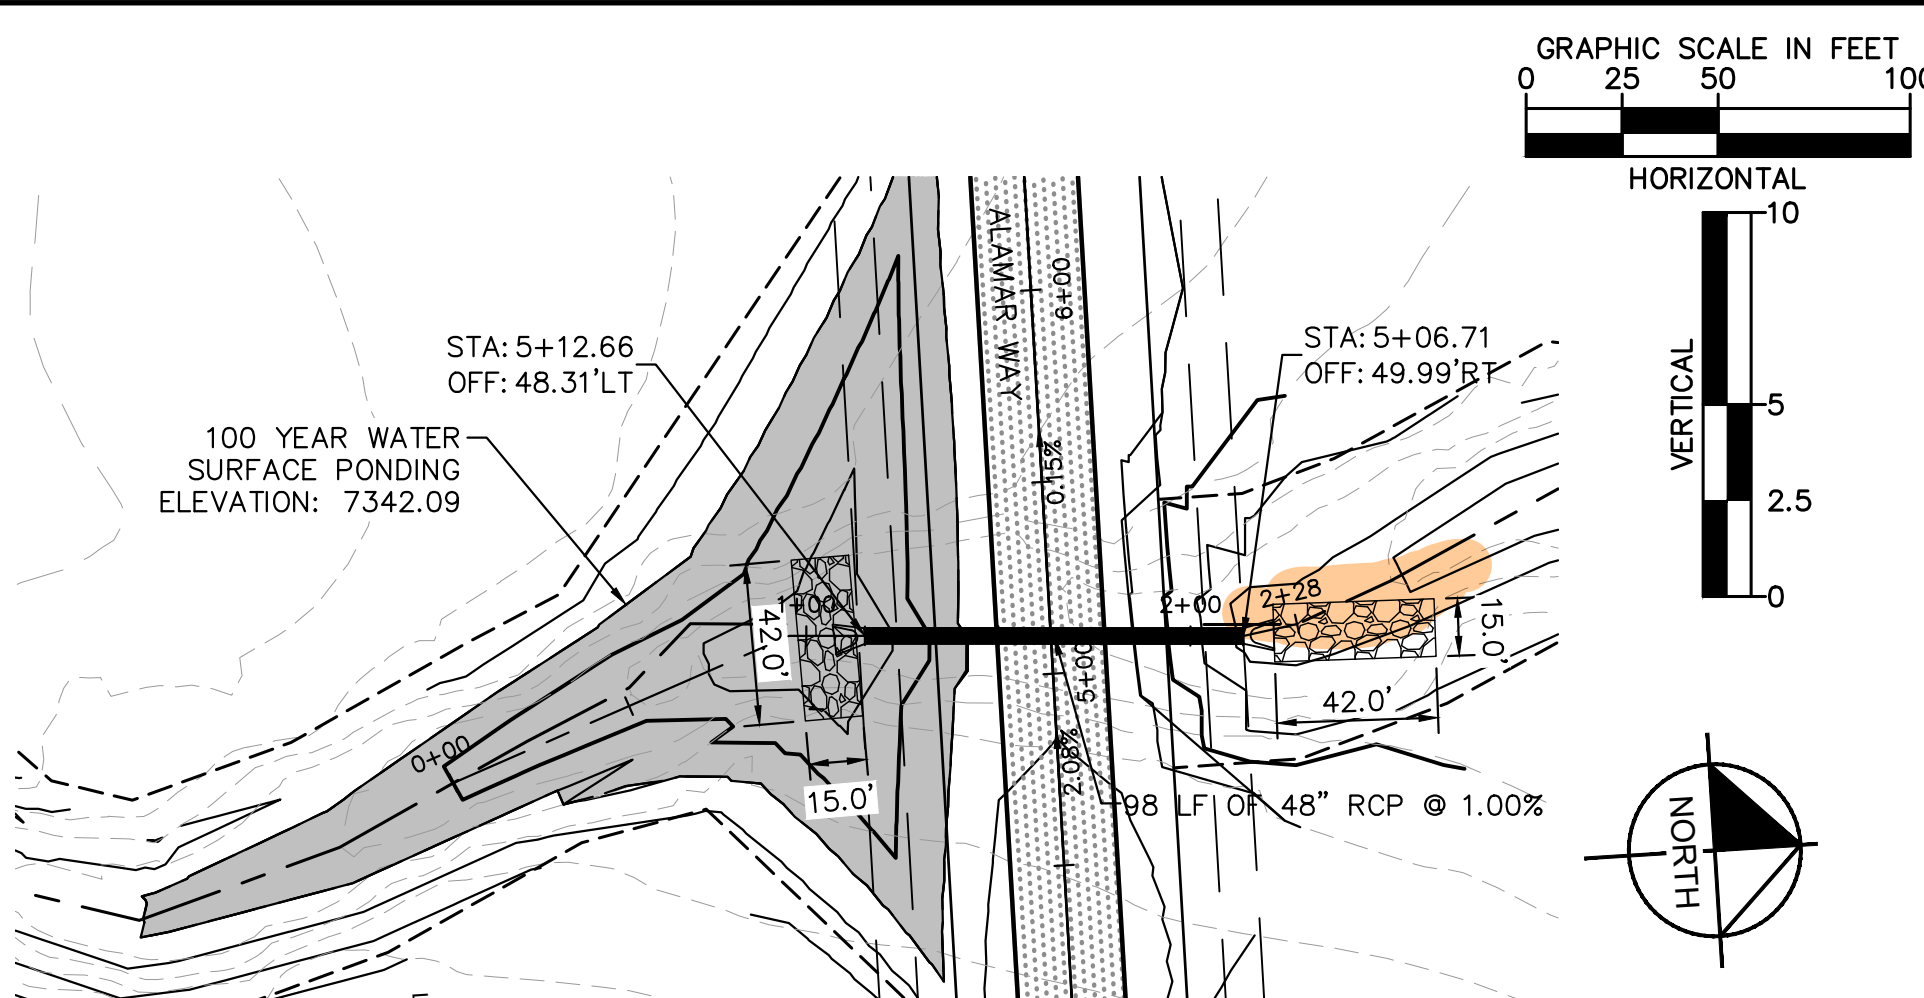 GRAPHIC SCALE IN FEET
0 25 50 100
HORIZONTAL
10
5
2.5
0
VERTICAL
ALAMAR WAY
6+00
STA: 5+12.66
OFF: 48.31'LT
STA: 5+06.71
OFF: 49.99'RT
100 YEAR WATER
SURFACE PONDING
ELEVATION: 7342.09
0.15%
1+00
2+00
2+28
42.0'
15.0'
5+00
42.0'
0+00
2.08%
15.0'
98 LF OF 48" RCP @ 1.00%
NORTH